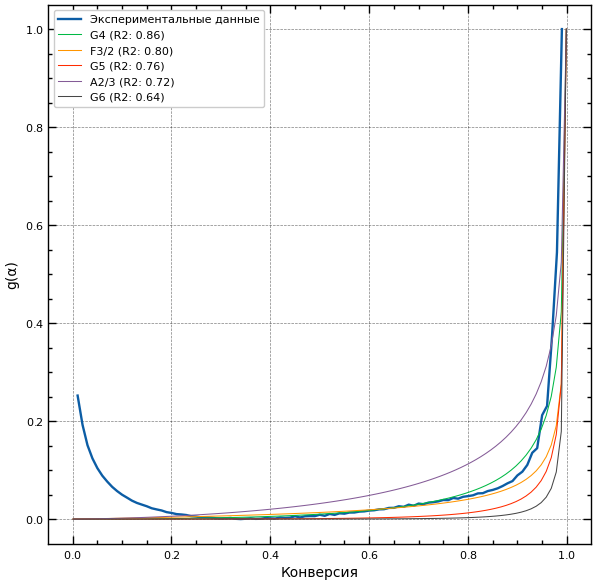 Экспериментальные данные
G4 (R2: 0.86)
F3/2 (R2: 0.80)
G5 (R2: 0.76)
A2/3 (R2: 0.72)
G6 (R2: 0.64)
1.0
0.8
0.6
0.4
0.2
0.0
g(α)
0.0 0.2 0.4 0.6 0.8 1.0
Конверсия